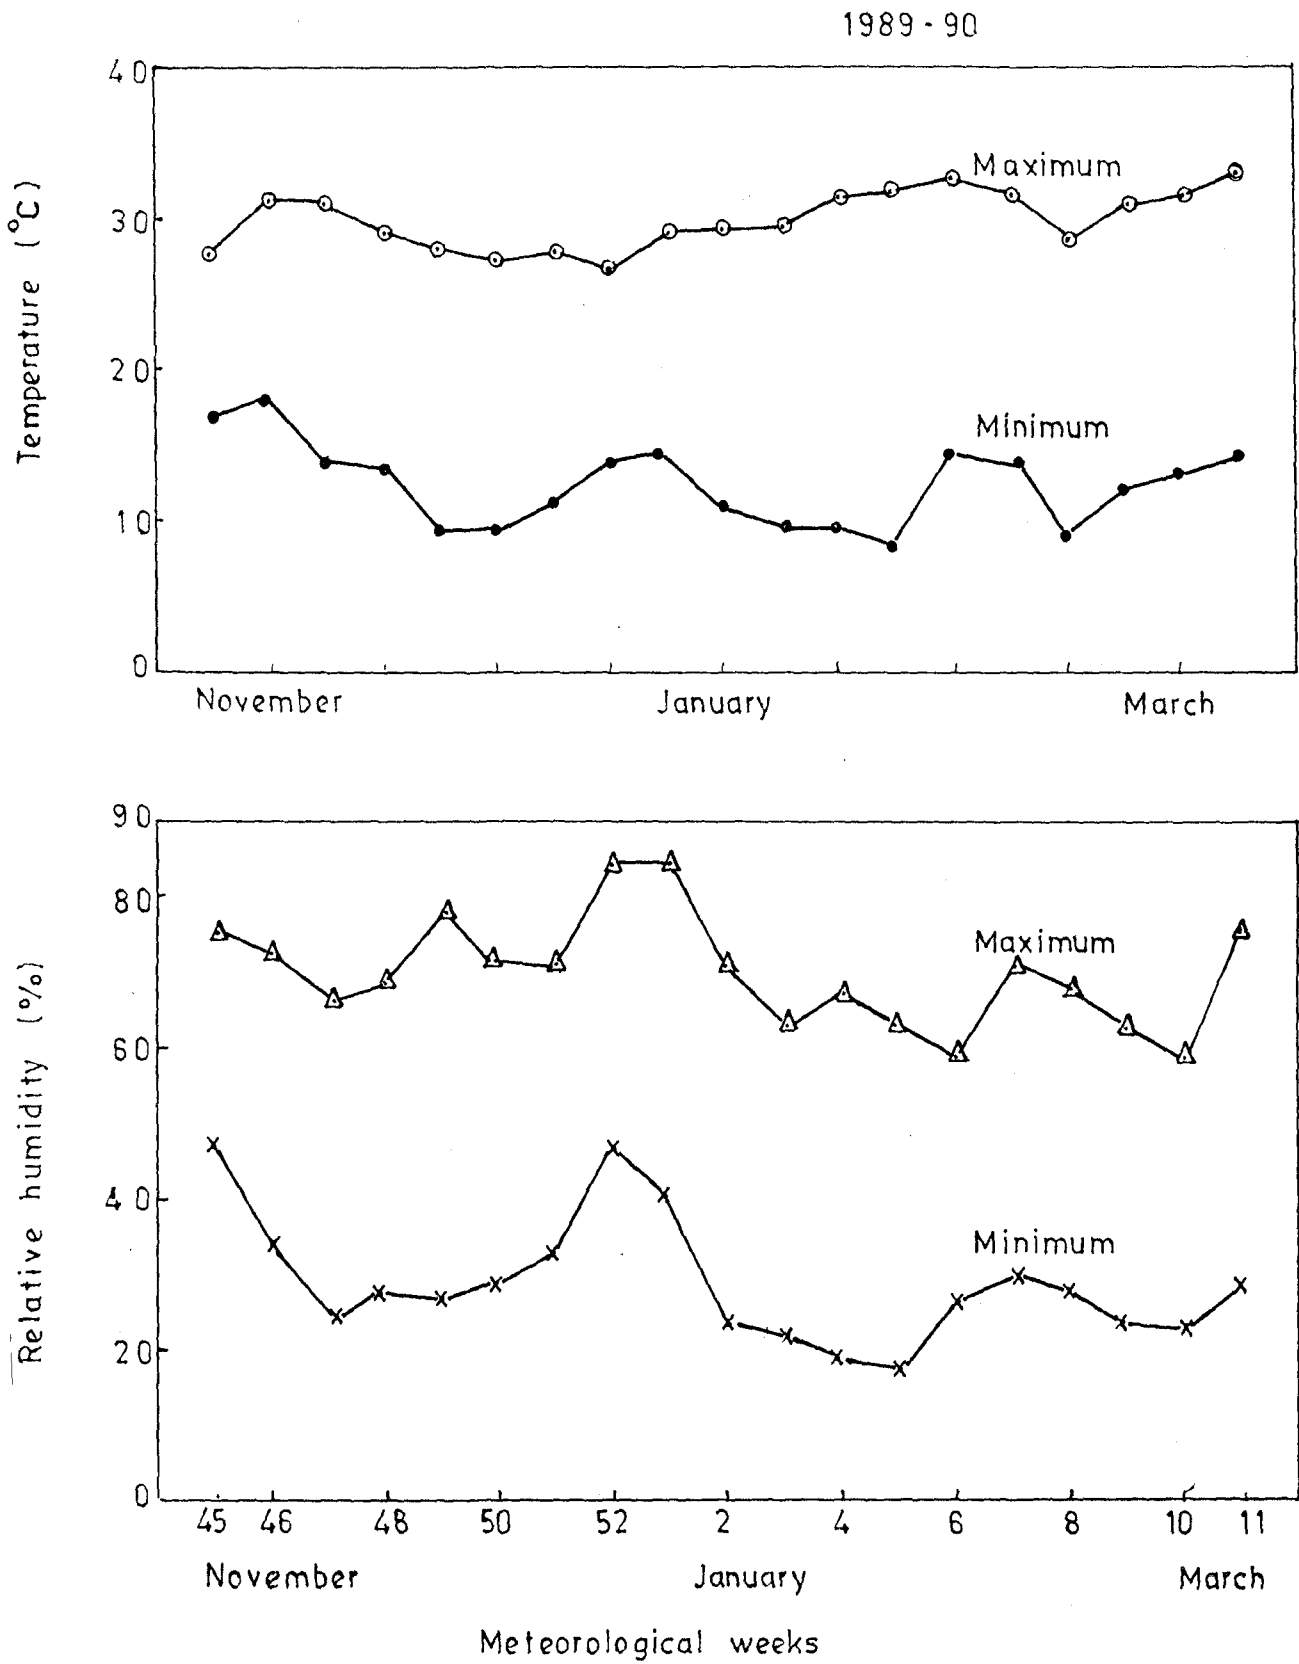 1989-90
40
30
20
10
0
Temperature (°C)
Maximum
Minimum
November January March
90
80
60
40
20
0
Relative humidity (%)
Maximum
Minimum
45 46 48 50 52 2 4 6 8 10 11
November January March
Meteorological weeks